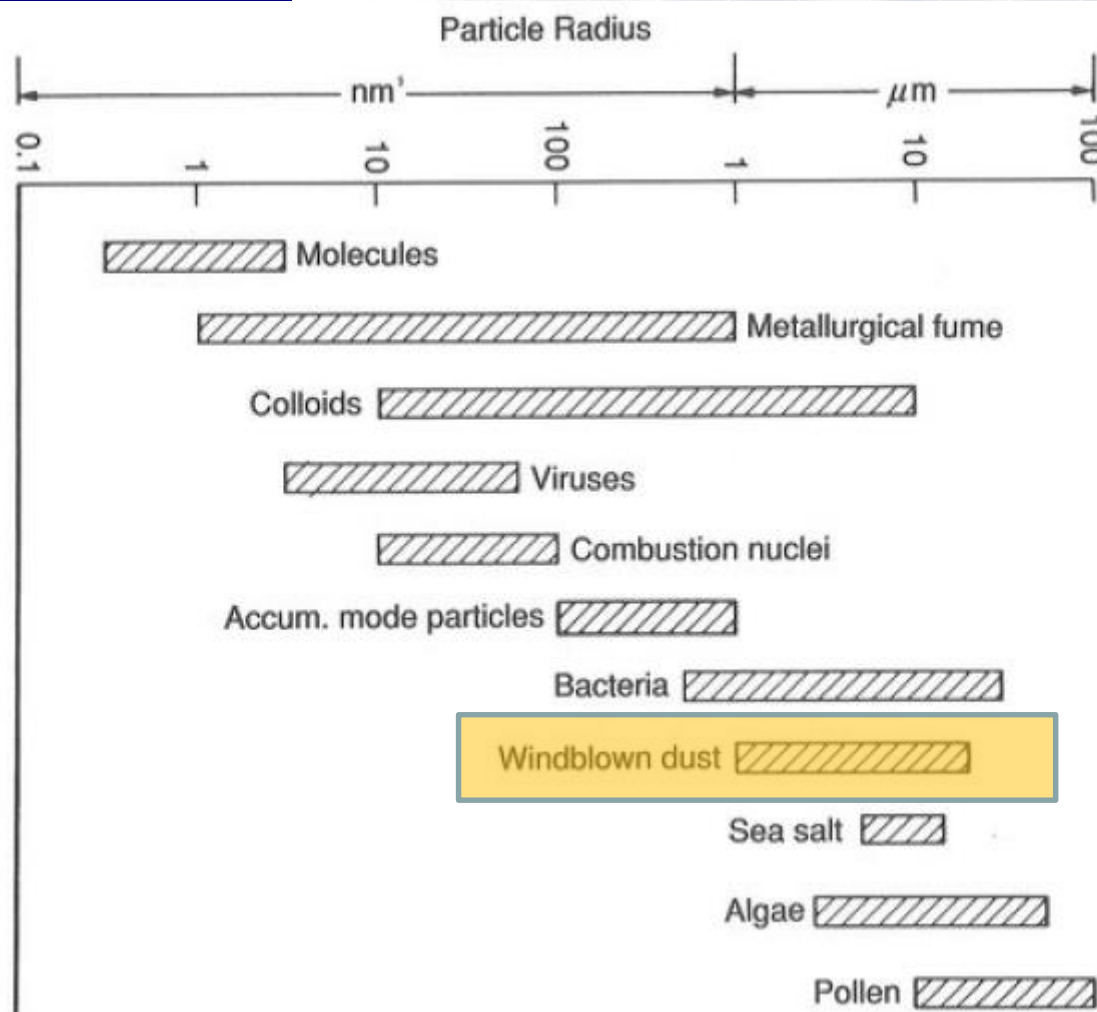 Particle Radius
nm' μm
0.1 1 10 100 1 10 100
Molecules
Metallurgical fume
Colloids
Viruses
Combustion nuclei
Accum. mode particles
Bacteria
Windblown dust
Sea salt
Algae
Pollen